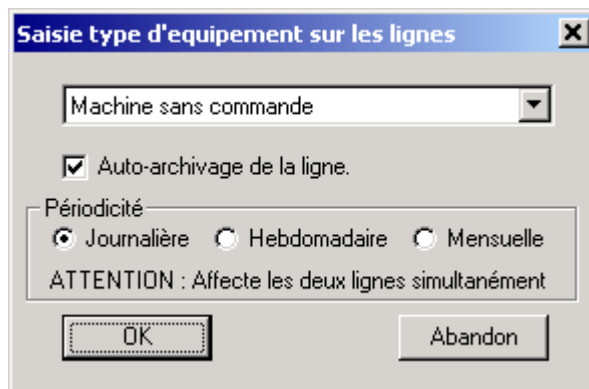 Saisie type d'equipement sur les lignes
Machine sans commande
Auto-archivage de la ligne.
Périodicité
Journalière Hebdomadaire Mensuelle
ATTENTION : Affecte les deux lignes simultanément
OK Abandon